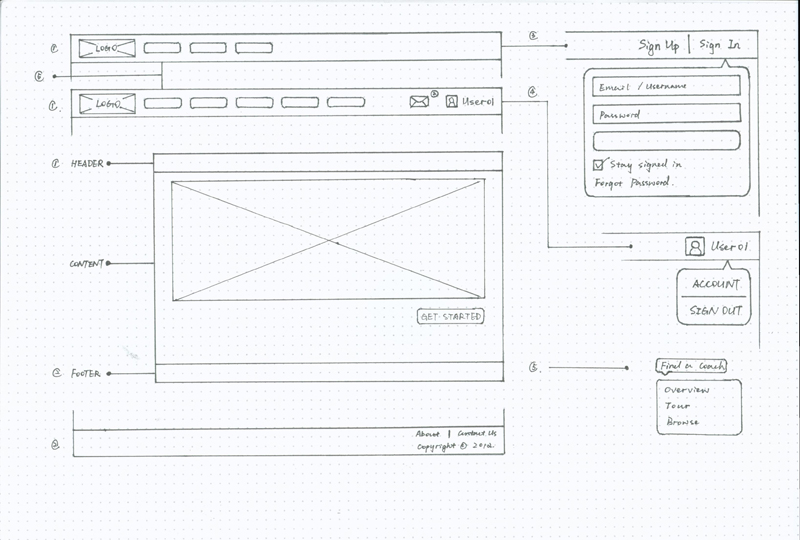 LOGO
LOGO
User01
HEADER
CONTENT
GET STARTED
FOOTER
About | Contact Us
Copyright © 2012
Sign Up | Sign In
Email / Username
Password
Stay signed in
Forgot Password.
User01
ACCOUNT
SIGN OUT
Find a Coach
Overview
Tour
Browse